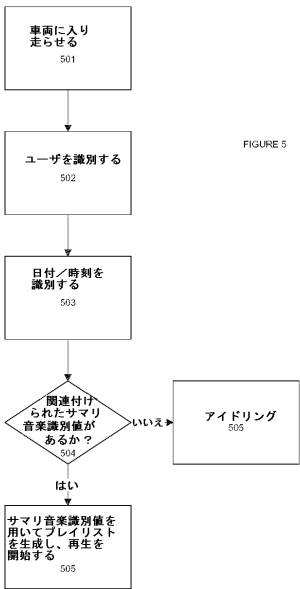 車両に入り
走らせる
501
ユーザを識別する
502
FIGURE 5
日付／時刻を
識別する
503
関連付け
られたサマリ
音楽識別値が
あるか？
504
いいえ
アイドリング
505
はい
サマリ音楽識別値を
用いてプレイリスト
を生成し、再生を
開始する
505